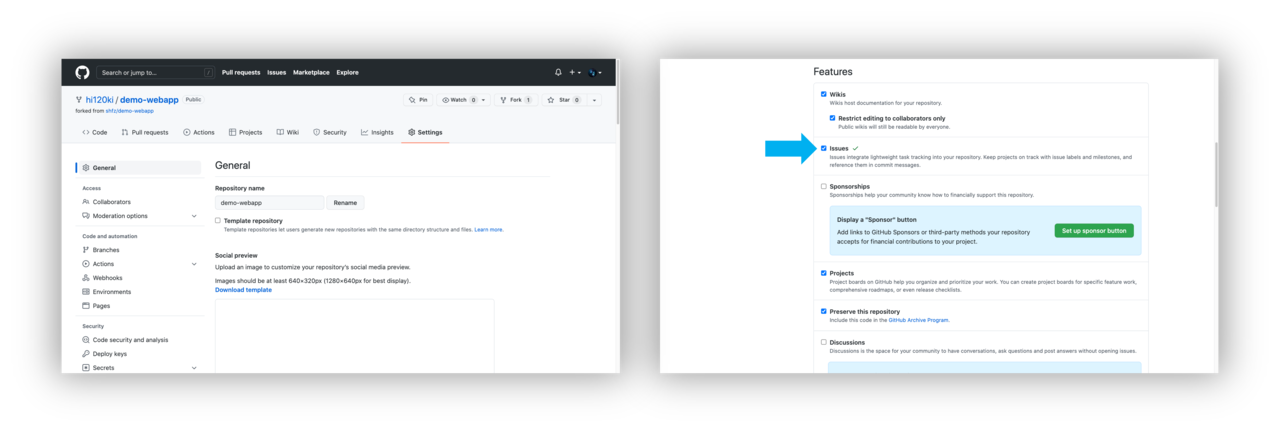 Search or jump to... /
Pull requests Issues Marketplace Explore
hi120ki / demo-webapp Public
forked from shfz/demo-webapp
Pin Watch 0 Fork 1 Star 0
Code Pull requests Actions Projects Wiki Security Insights Settings
General
Access
Collaborators
Moderation options
Code and automation
Branches
Actions
Webhooks
Environments
Pages
Security
Code security and analysis
Deploy keys
Secrets
General
Repository name
demo-webapp Rename
Template repository
Template repositories let users generate new repositories with the same directory structure and files. Learn more.
Social preview
Upload an image to customize your repository's social media preview.
Images should be at least 640×320px (1280×640px for best display).
Download template
Features
Wikis
Wikis host documentation for your repository.
Restrict editing to collaborators only
Public wikis will still be readable by everyone.
Issues
Issues integrate lightweight task tracking into your repository. Keep projects on track with issue labels and milestones, and
reference them in commit messages.
Sponsorships
Sponsorships help your community know how to financially support this repository.
Display a "Sponsor" button
Add links to GitHub Sponsors or third-party methods your repository
accepts for financial contributions to your project.
Set up sponsor button
Projects
Project boards on GitHub help you organize and prioritize your work. You can create project boards for specific feature work,
comprehensive roadmaps, or even release checklists.
Preserve this repository
Include this code in the GitHub Archive Program.
Discussions
Discussions is the space for your community to have conversations, ask questions and post answers without opening issues.